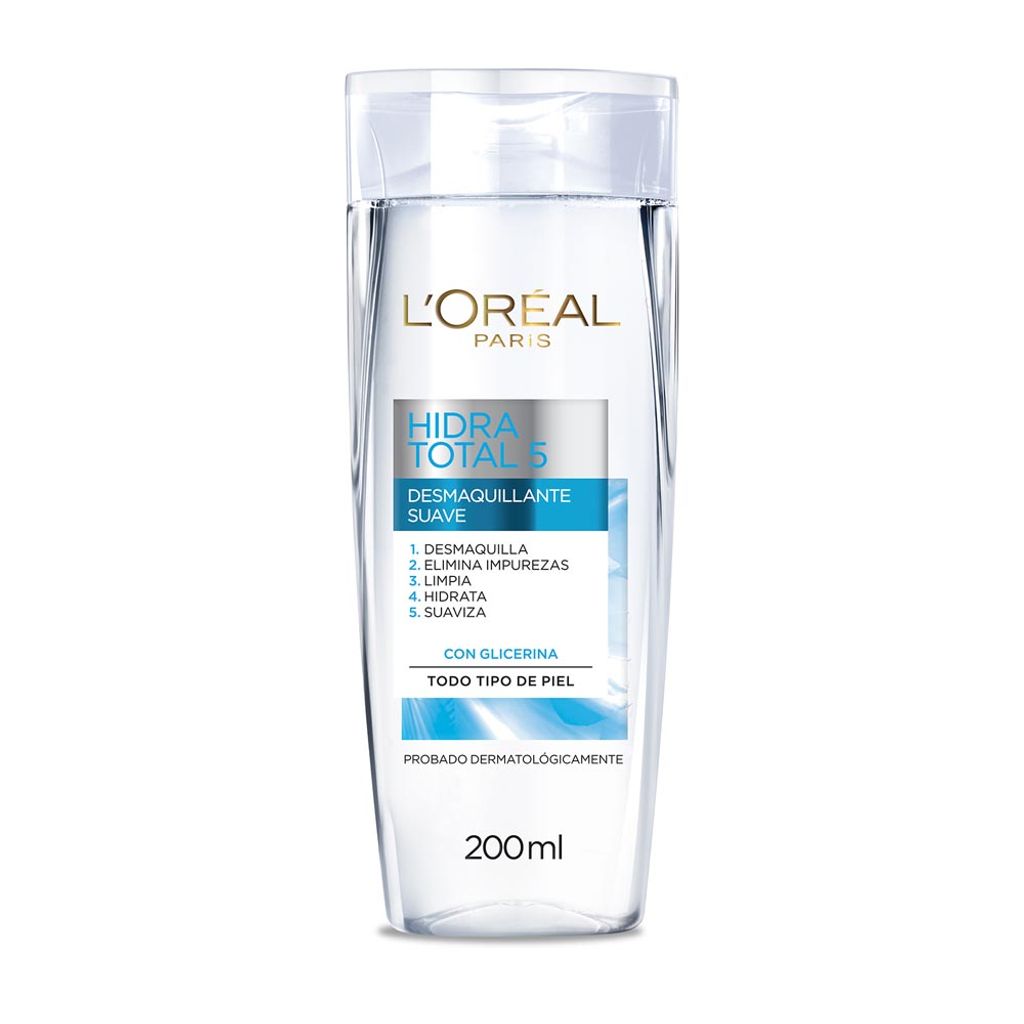 L'ORÉAL
PARiS
HIDRA
TOTAL 5
DESMAQUILLANTE
SUAVE
1. DESMAQUILLA
2. ELIMINA IMPUREZAS
3. LIMPIA
4. HIDRATA
5. SUAVIZA
CON GLICERINA
TODO TIPO DE PIEL
PROBADO DERMATOLÓGICAMENTE
200ml